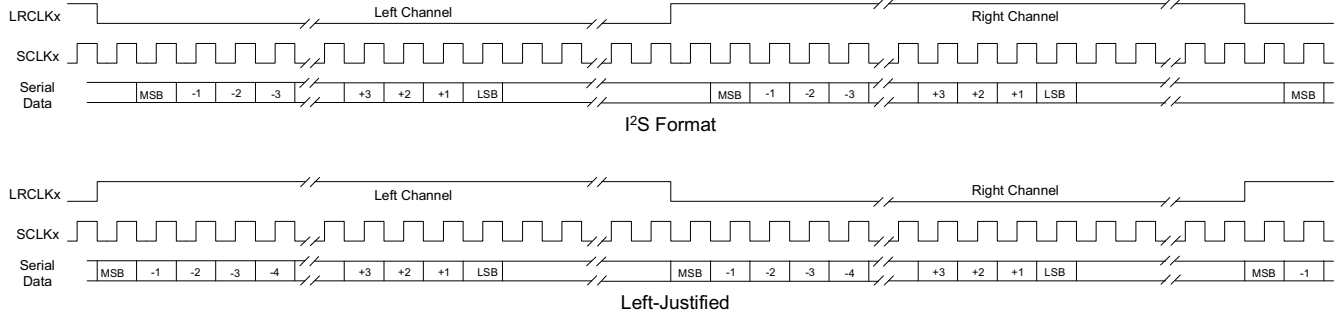 LRCLKx Left Channel Right Channel
SCLKx
Serial Data MSB -1 -2 -3 +3 +2 +1 LSB MSB -1 -2 -3 +3 +2 +1 LSB MSB
I²S Format
LRCLKx Left Channel Right Channel
SCLKx
Serial Data MSB -1 -2 -3 -4 +3 +2 +1 LSB MSB -1 -2 -3 -4 +3 +2 +1 LSB MSB -1
Left-Justified